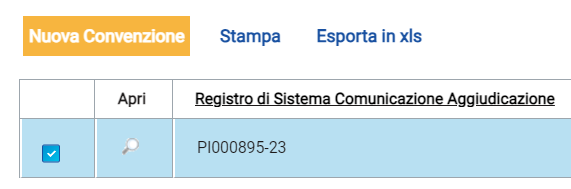 Nuova Convenzione Stampa Esporta in xls
Apri Registro di Sistema Comunicazione Aggiudicazione
PI000895-23